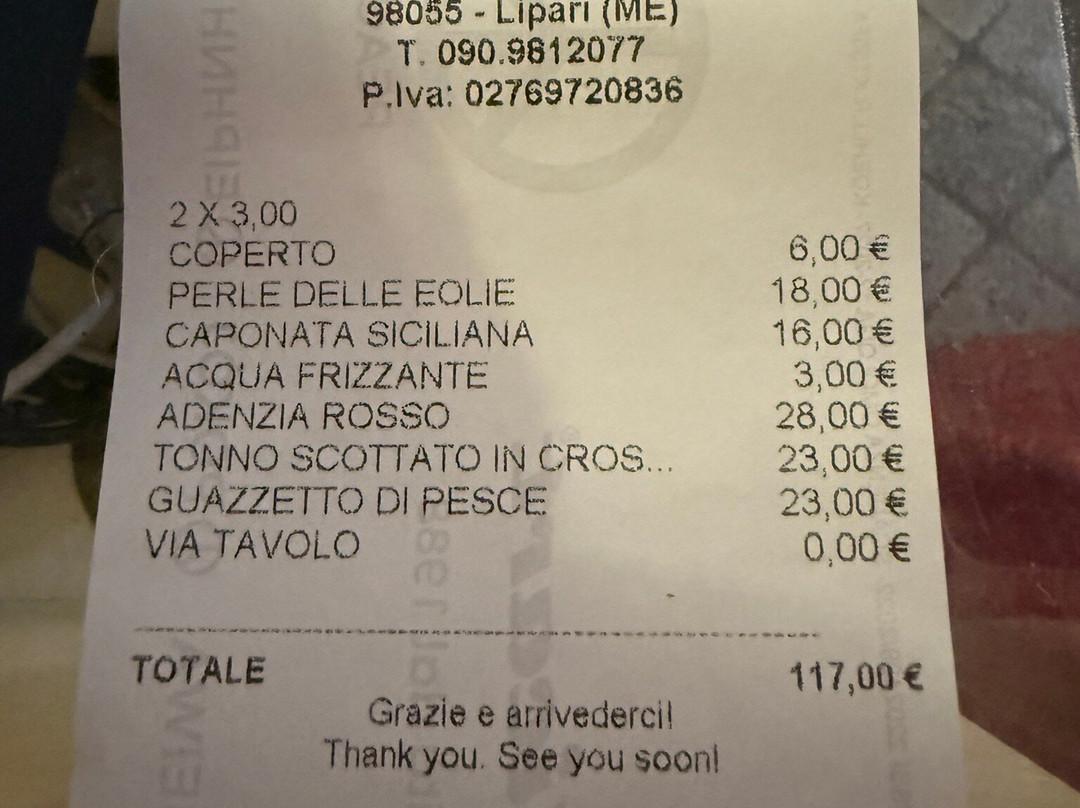 98055 - Lipari (ME)
T. 090.9812077
P.Iva: 02769720836
2 X 3,00
COPERTO 6,00 €
PERLE DELLE EOLIE 18,00 €
CAPONATA SICILIANA 16,00 €
ACQUA FRIZZANTE 3,00 €
ADENZIA ROSSO 28,00 €
TONNO SCOTTATO IN CROS... 23,00 €
GUAZZETTO DI PESCE 23,00 €
VIA TAVOLO 0,00 €
TOTALE 117,00 €
Grazie e arrivederci!
Thank you. See you soon!